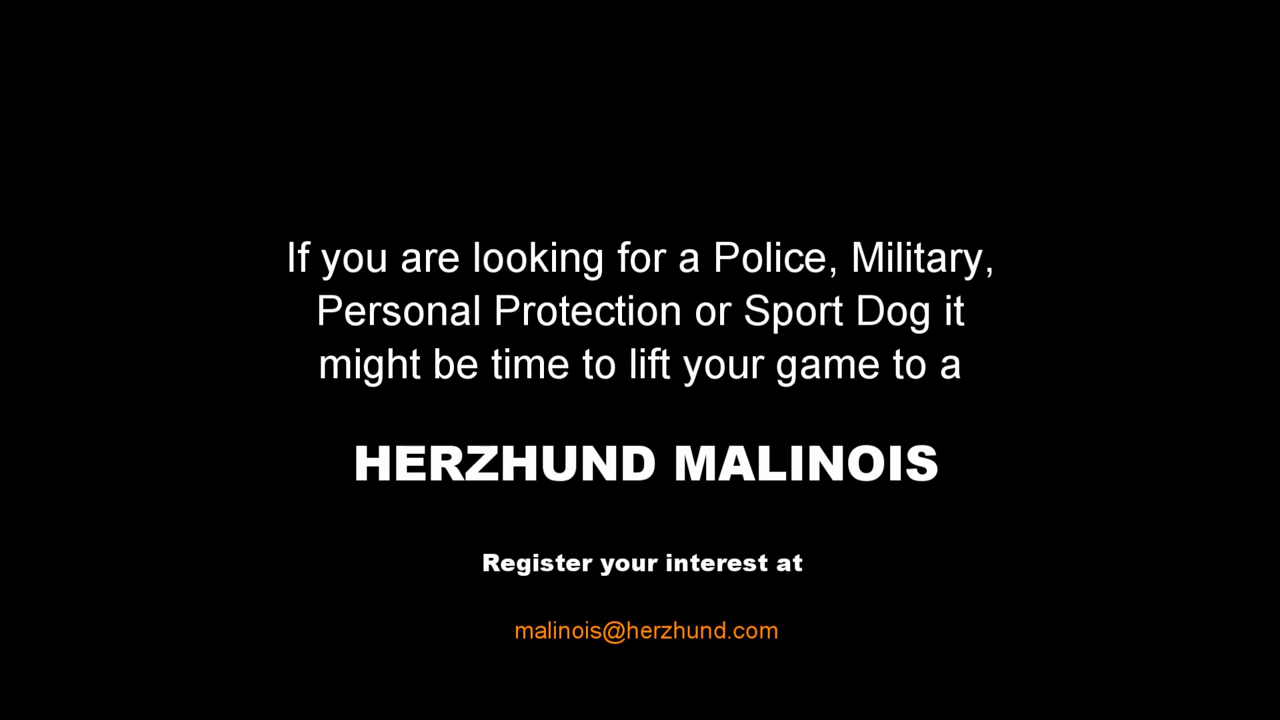 If you are looking for a Police, Military,
Personal Protection or Sport Dog it
might be time to lift your game to a
HERZHUND MALINOIS
Register your interest at
malinois@herzhund.com